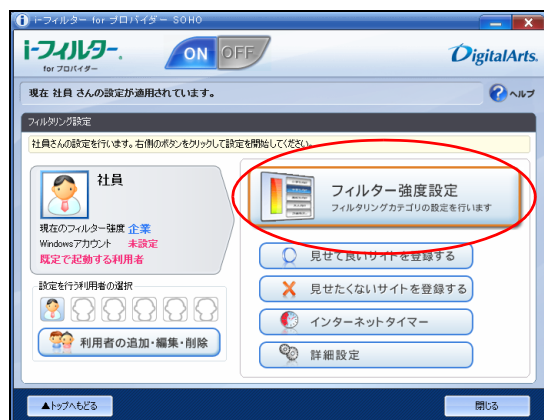 i-フィルター for プロバイダー SOHO
i-フィルター®
for プロバイダー
ON OFF
DigitalArts.
現在 社員 さんの設定が適用されています。
ヘルプ
フィルタリング設定
社員さんの設定を行います。右側のボタンをクリックして設定を開始してください。
社員
現在のフィルター強度 企業
Windowsアカウント 未設定
既定で起動する利用者
設定を行う利用者の選択
利用者の追加・編集・削除
フィルター強度設定
フィルタリングカテゴリの設定を行います
見せて良いサイトを登録する
見せたくないサイトを登録する
インターネットタイマー
詳細設定
▲トップへもどる
閉じる